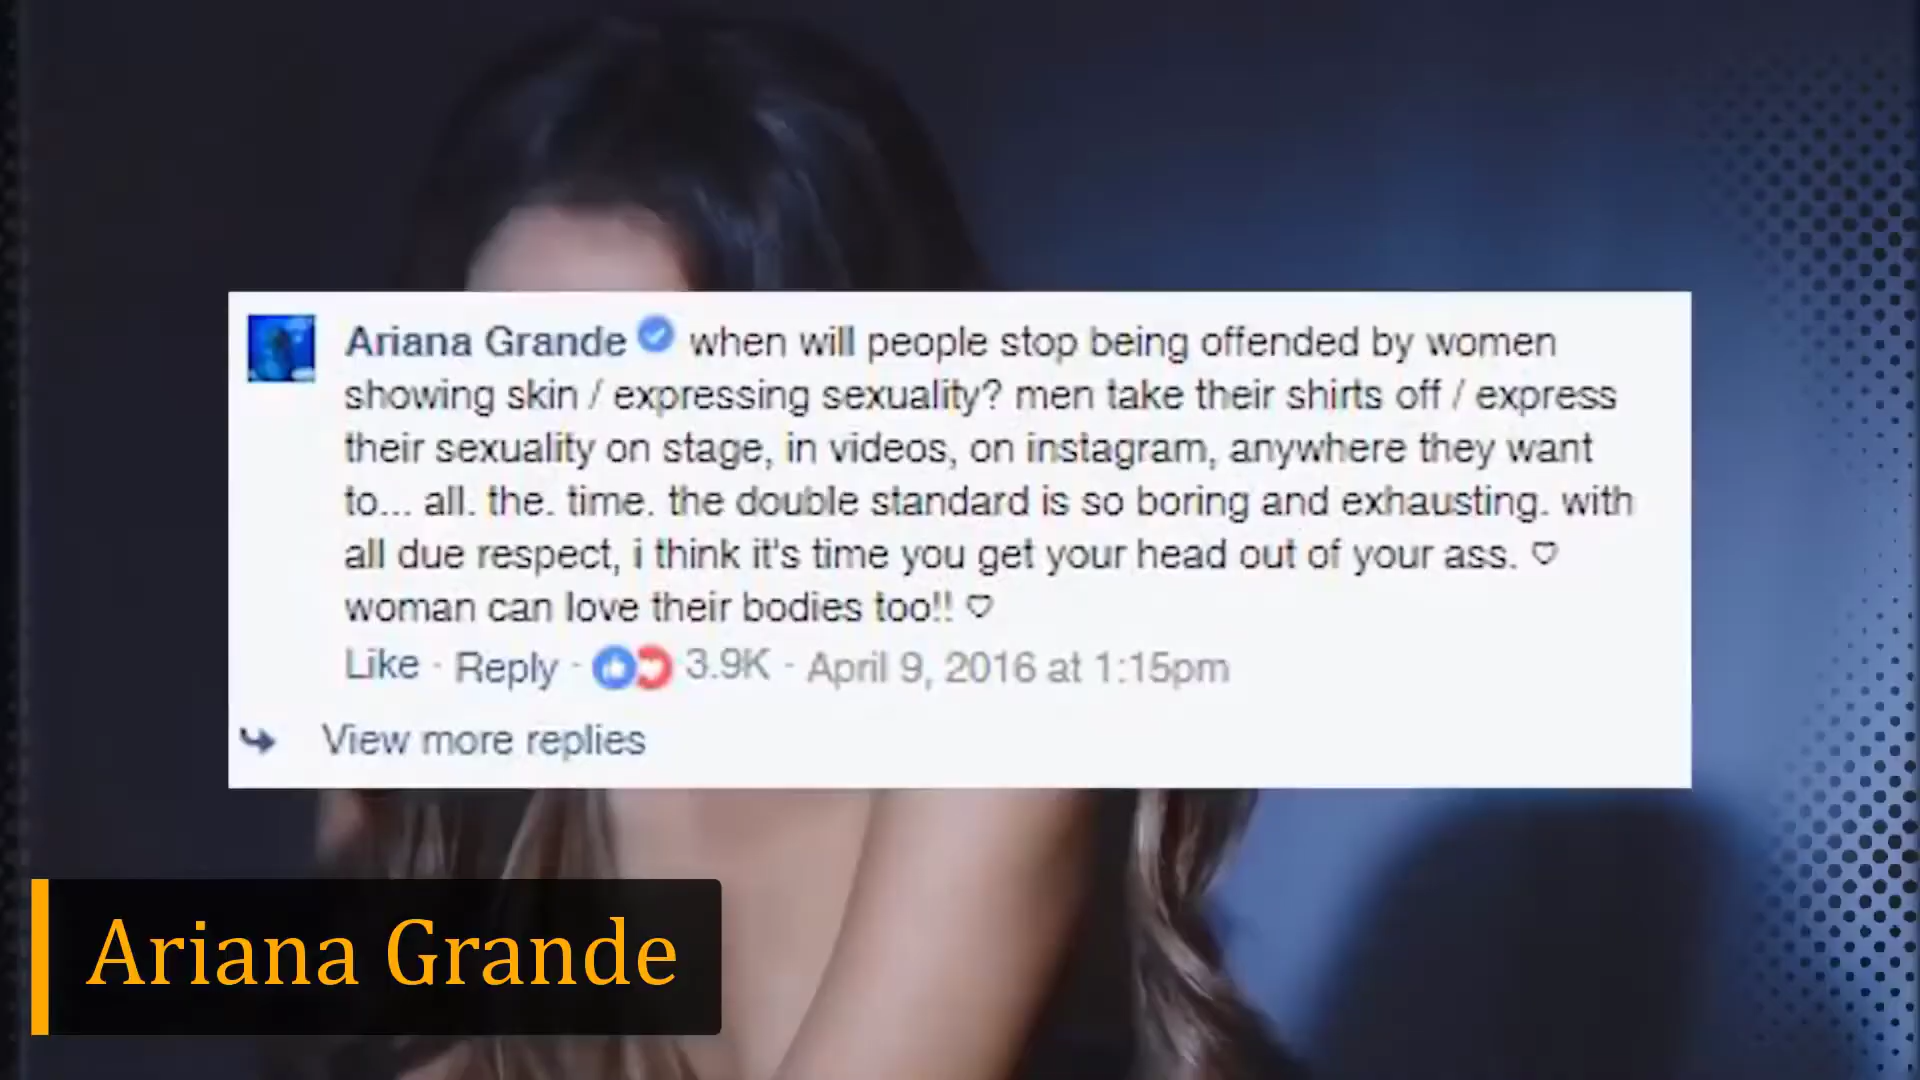 Ariana Grande when will people stop being offended by women
showing skin / expressing sexuality? men take their shirts off / express
their sexuality on stage, in videos, on instagram, anywhere they want
to... all. the. time. the double standard is so boring and exhausting. with
all due respect, i think it's time you get your head out of your ass. ♡
woman can love their bodies too!! ♡
Like · Reply · 3.9K · April 9, 2016 at 1:15pm
View more replies
Ariana Grande